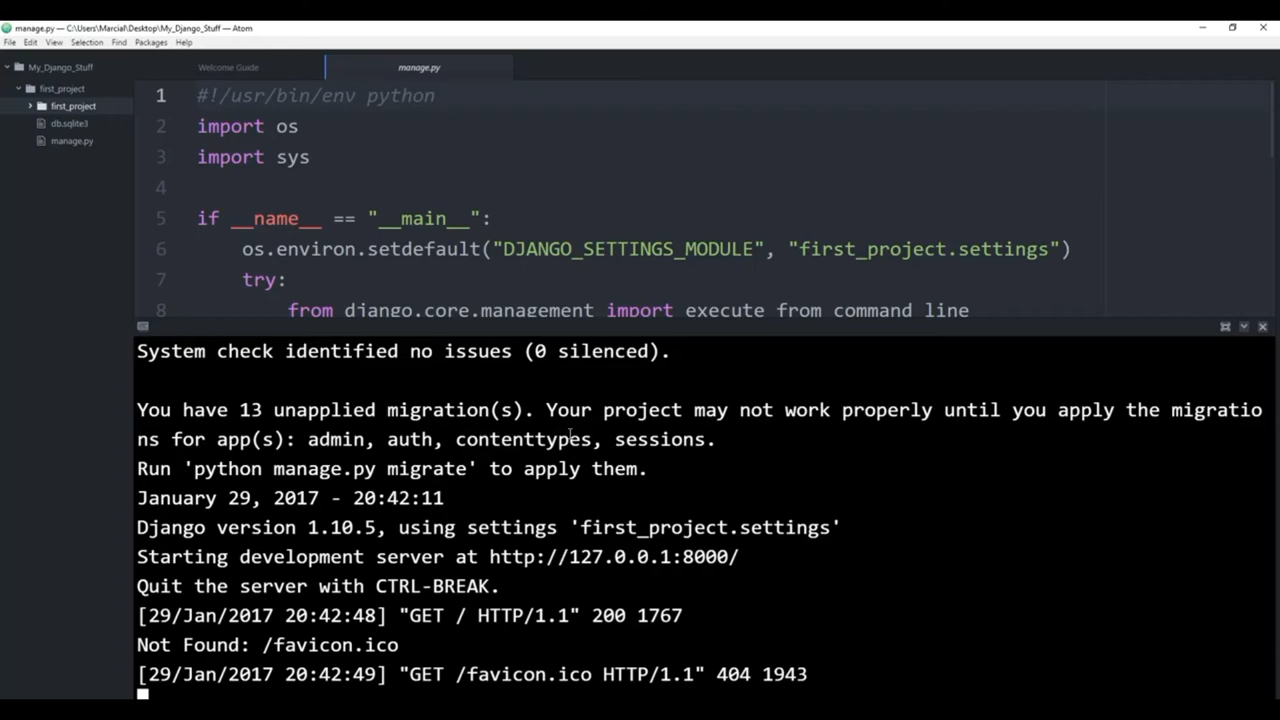 manage.py — C:\Users\Marcial\Desktop\My_Django_Stuff — Atom
File Edit View Selection Find Packages Help
My_Django_Stuff
first_project
first_project
db.sqlite3
manage.py
Welcome Guide
manage.py
1 #!/usr/bin/env python
2 import os
3 import sys
4
5 if __name__ == "__main__":
6 os.environ.setdefault("DJANGO_SETTINGS_MODULE", "first_project.settings")
7 try:
8 from django.core.management import execute_from_command_line
System check identified no issues (0 silenced).
You have 13 unapplied migration(s). Your project may not work properly until you apply the migratio
ns for app(s): admin, auth, contenttypes, sessions.
Run 'python manage.py migrate' to apply them.
January 29, 2017 - 20:42:11
Django version 1.10.5, using settings 'first_project.settings'
Starting development server at http://127.0.0.1:8000/
Quit the server with CTRL-BREAK.
[29/Jan/2017 20:42:48] "GET / HTTP/1.1" 200 1767
Not Found: /favicon.ico
[29/Jan/2017 20:42:49] "GET /favicon.ico HTTP/1.1" 404 1943